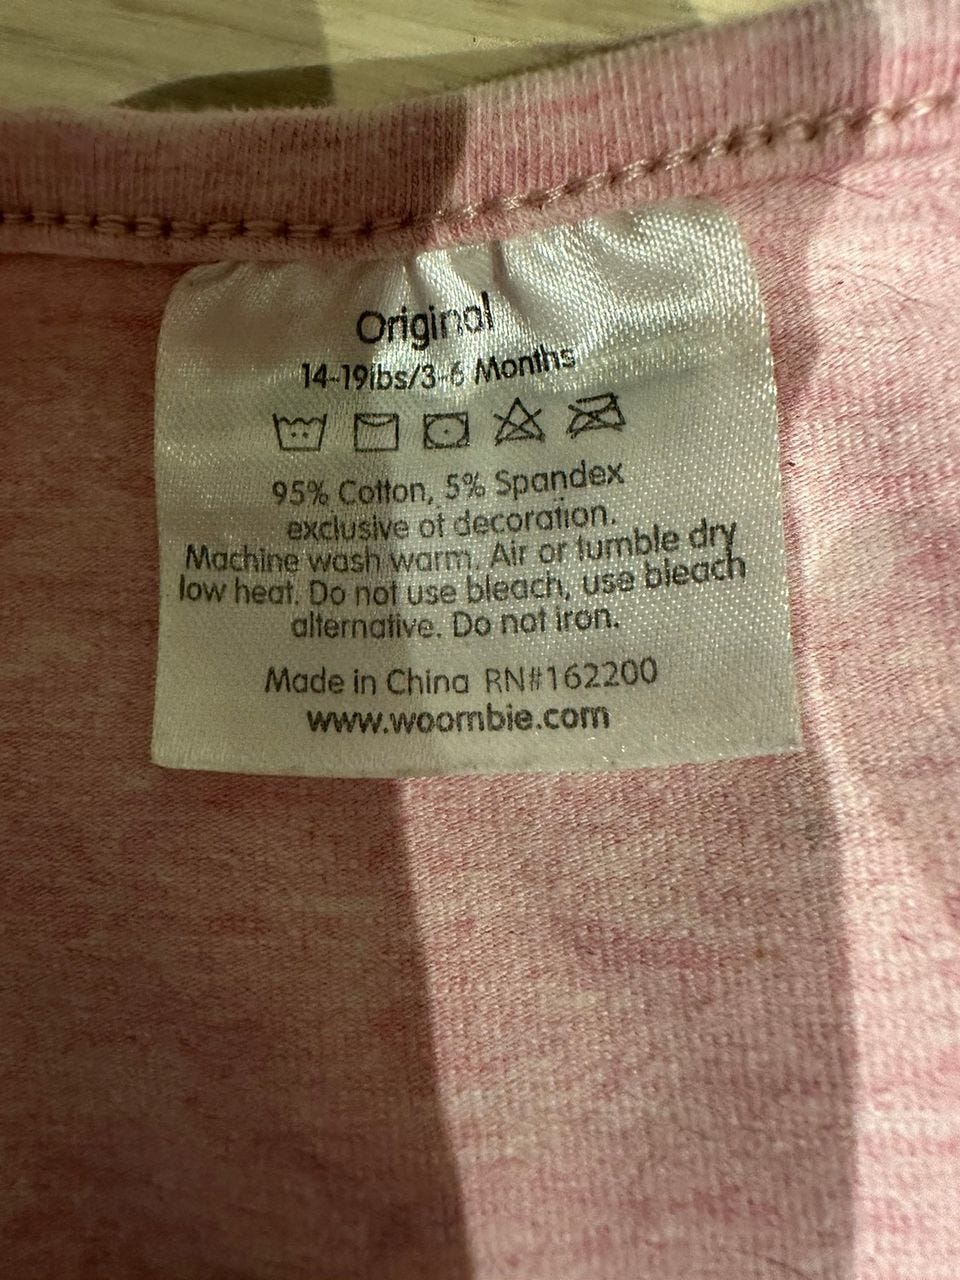 Original
14-19lbs/3-6 Months
95% Cotton, 5% Spandex
exclusive of decoration.
Machine wash warm. Air or tumble dry
low heat. Do not use bleach, use bleach
alternative. Do not iron.
Made in China RN#162200
www.woombie.com